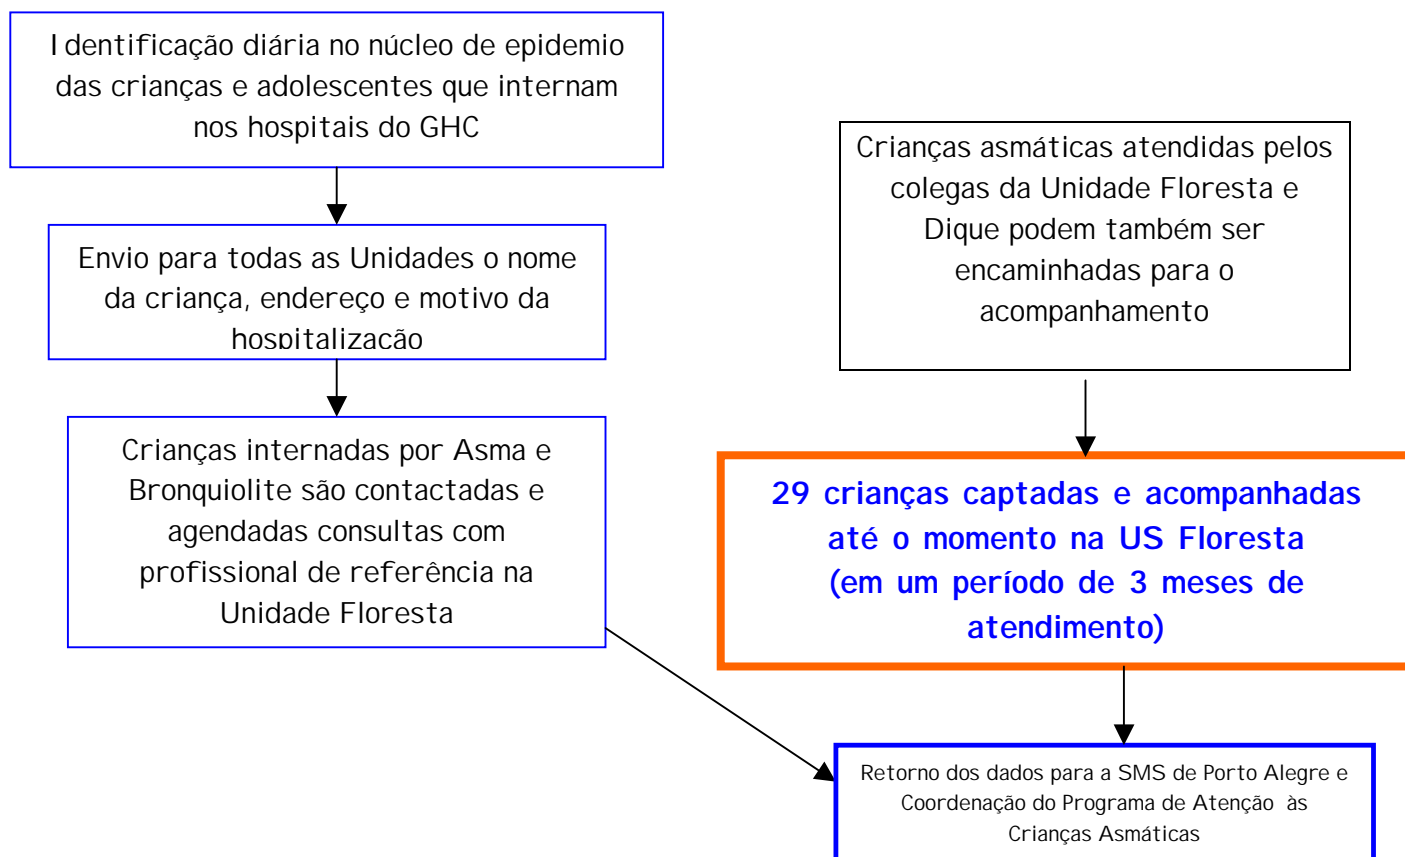 Identificação diária no núcleo de epidemio
das crianças e adolescentes que internam
nos hospitais do GHC
Envio para todas as Unidades o nome
da criança, endereço e motivo da
hospitalização
Crianças internadas por Asma e
Bronquiolite são contactadas e
agendadas consultas com
profissional de referência na
Unidade Floresta
Crianças asmáticas atendidas pelos
colegas da Unidade Floresta e
Dique podem também ser
encaminhadas para o
acompanhamento
29 crianças captadas e acompanhadas
até o momento na US Floresta
(em um período de 3 meses de
atendimento)
Retorno dos dados para a SMS de Porto Alegre e
Coordenação do Programa de Atenção às
Crianças Asmáticas